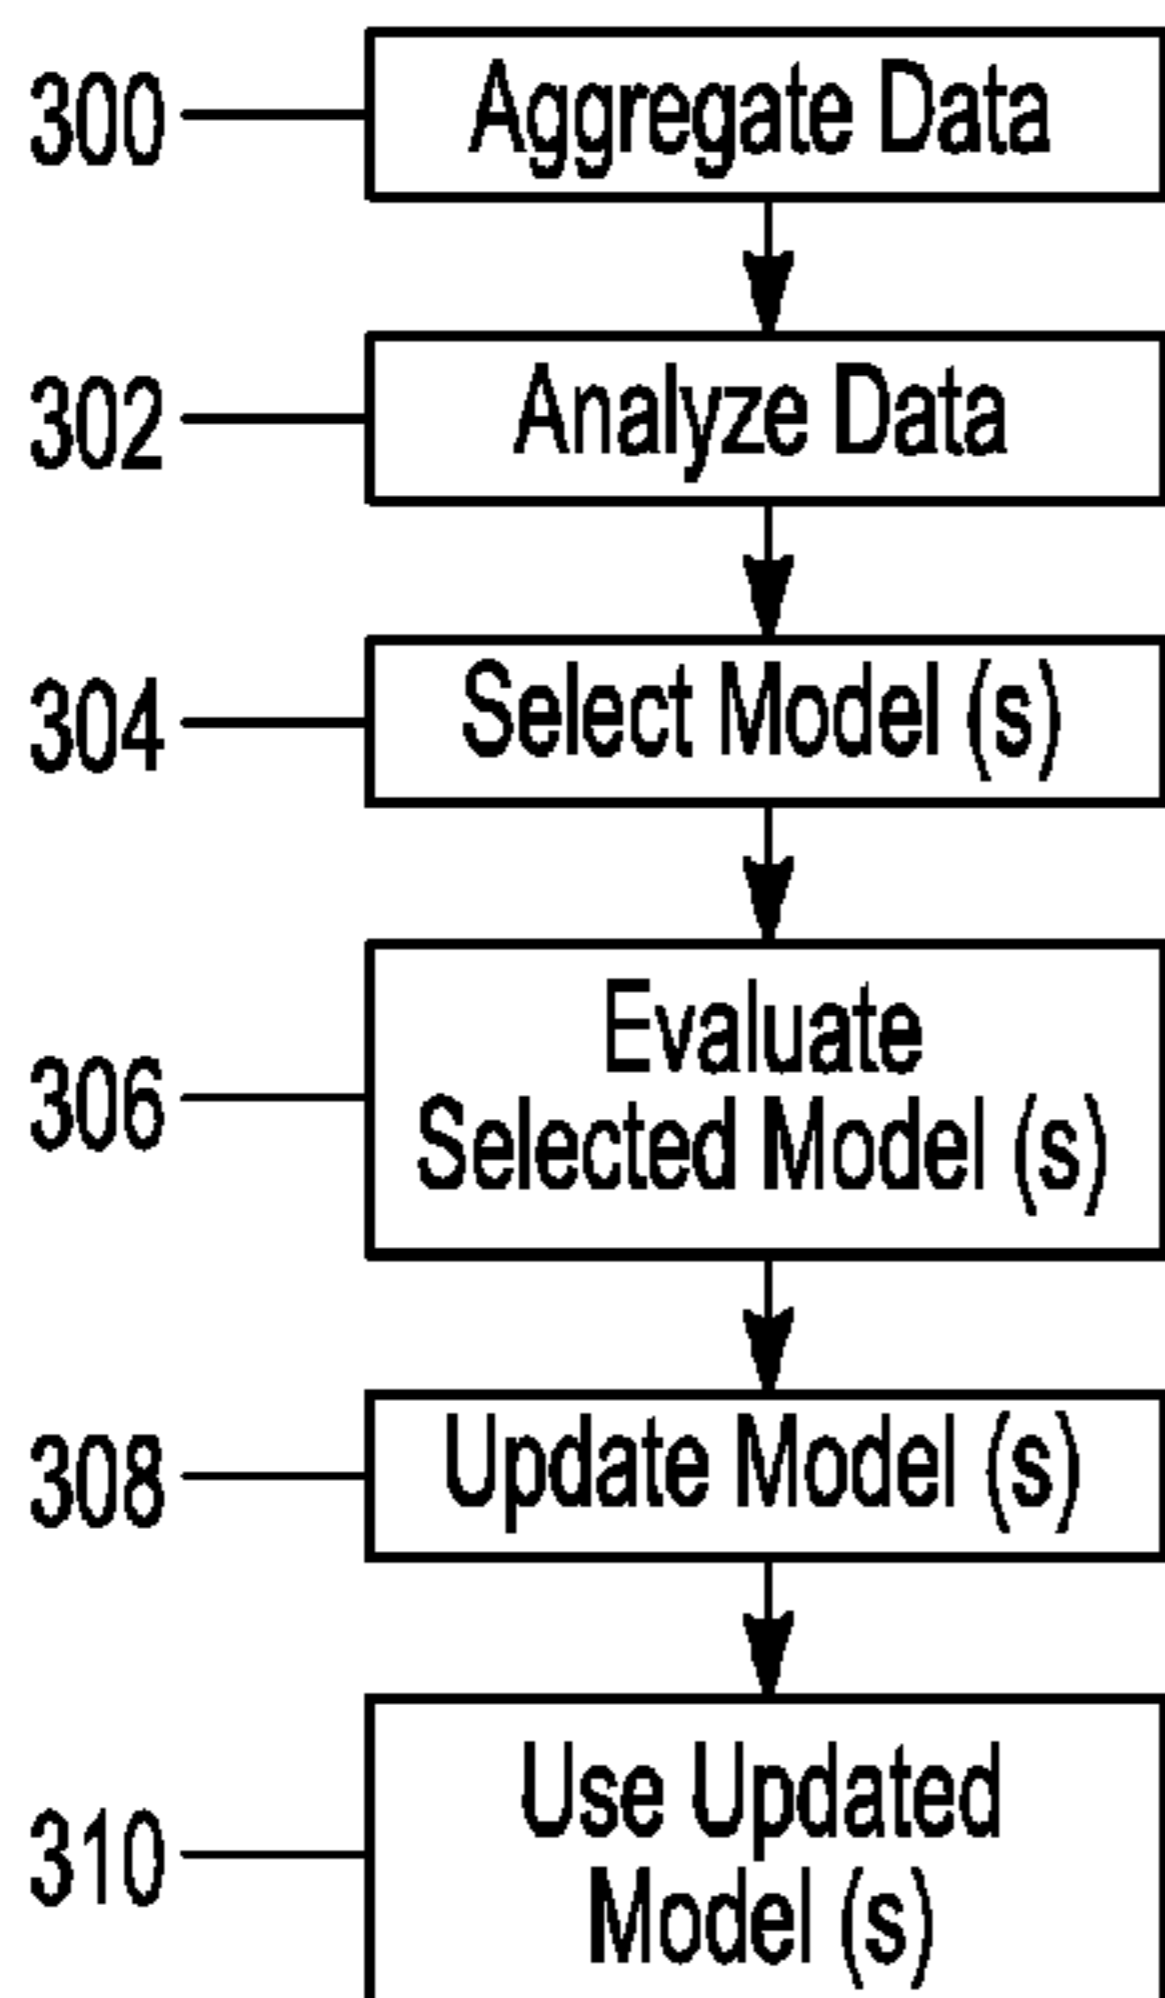 300 Aggregate Data
302 Analyze Data
304 Select Model (s)
306 Evaluate
Selected Model (s)
308 Update Model (s)
310 Use Updated
Model (s)